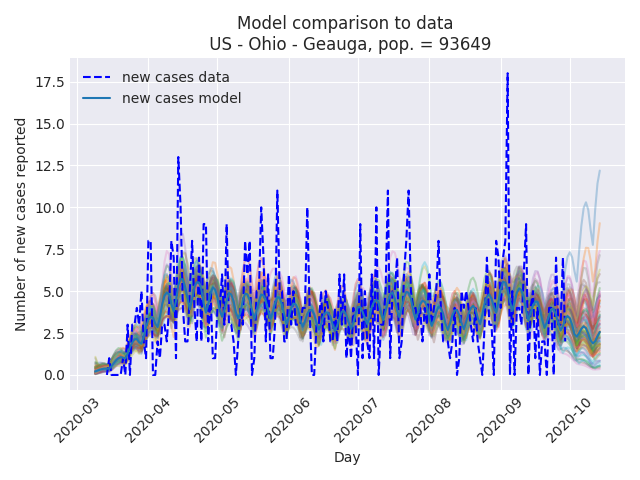 Model comparison to data
US - Ohio - Geauga, pop. = 93649
new cases data
new cases model
Number of new cases reported
17.5
15.0
12.5
10.0
7.5
5.0
2.5
0.0
2020-03
2020-04
2020-05
2020-06
2020-07
2020-08
2020-09
2020-10
Day